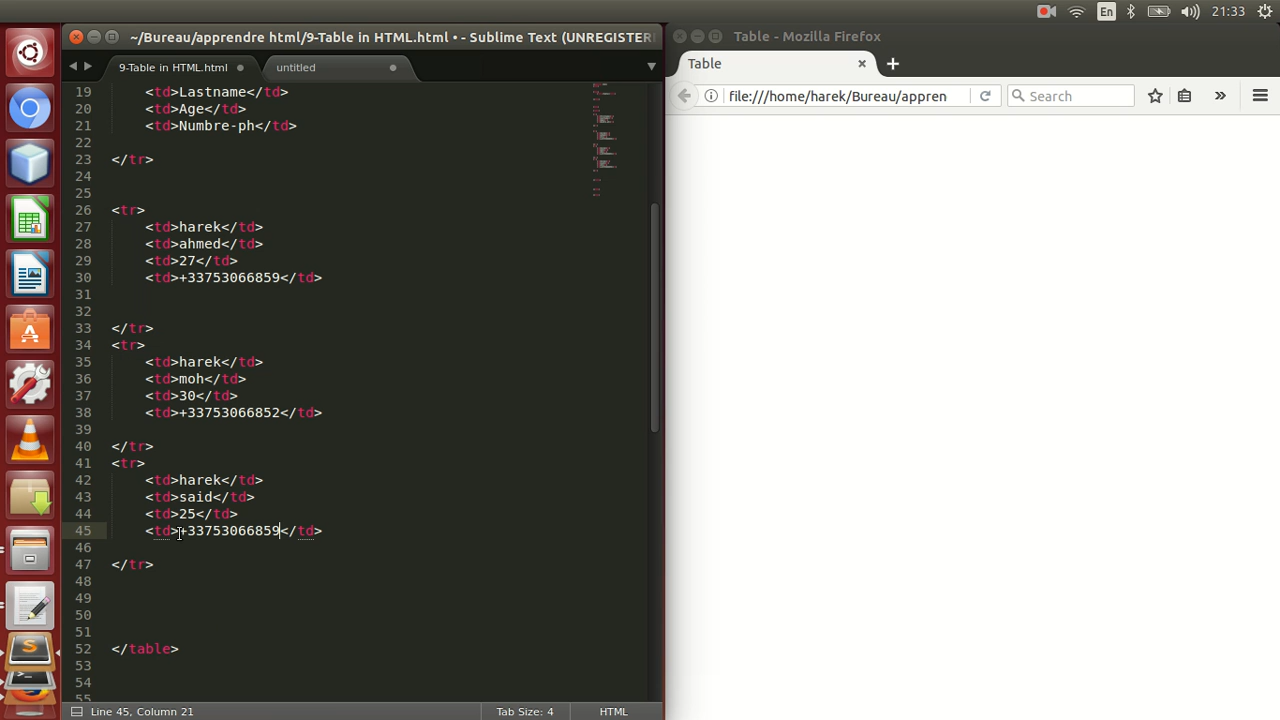 En
21:33
~/Bureau/apprendre html/9-Table in HTML.html • - Sublime Text (UNREGISTER
Table - Mozilla Firefox
9-Table in HTML.html
untitled
Table
file:///home/harek/Bureau/appren
Search
19 <td>Lastname</td>
20 <td>Age</td>
21 <td>Numbre-ph</td>
22
23 </tr>
24
25
26 <tr>
27 <td>harek</td>
28 <td>ahmed</td>
29 <td>27</td>
30 <td>+33753066859</td>
31
32
33 </tr>
34 <tr>
35 <td>harek</td>
36 <td>moh</td>
37 <td>30</td>
38 <td>+33753066852</td>
39
40 </tr>
41 <tr>
42 <td>harek</td>
43 <td>said</td>
44 <td>25</td>
45 <td>+33753066859</td>
46
47 </tr>
48
49
50
51
52 </table>
53
54
55
Line 45, Column 21
Tab Size: 4
HTML